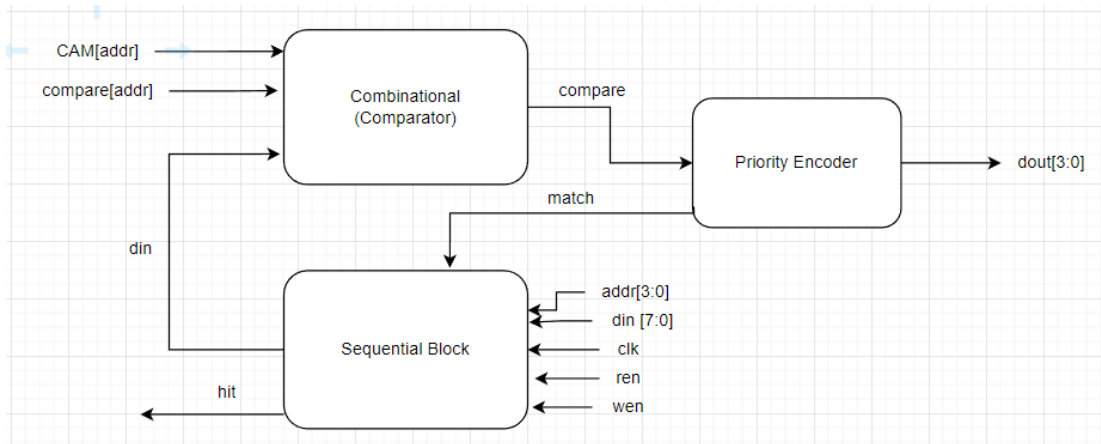 CAM[addr]
compare[addr]
Combinational
(Comparator)
compare
Priority Encoder
dout[3:0]
match
din
Sequential Block
addr[3:0]
din [7:0]
clk
ren
wen
hit